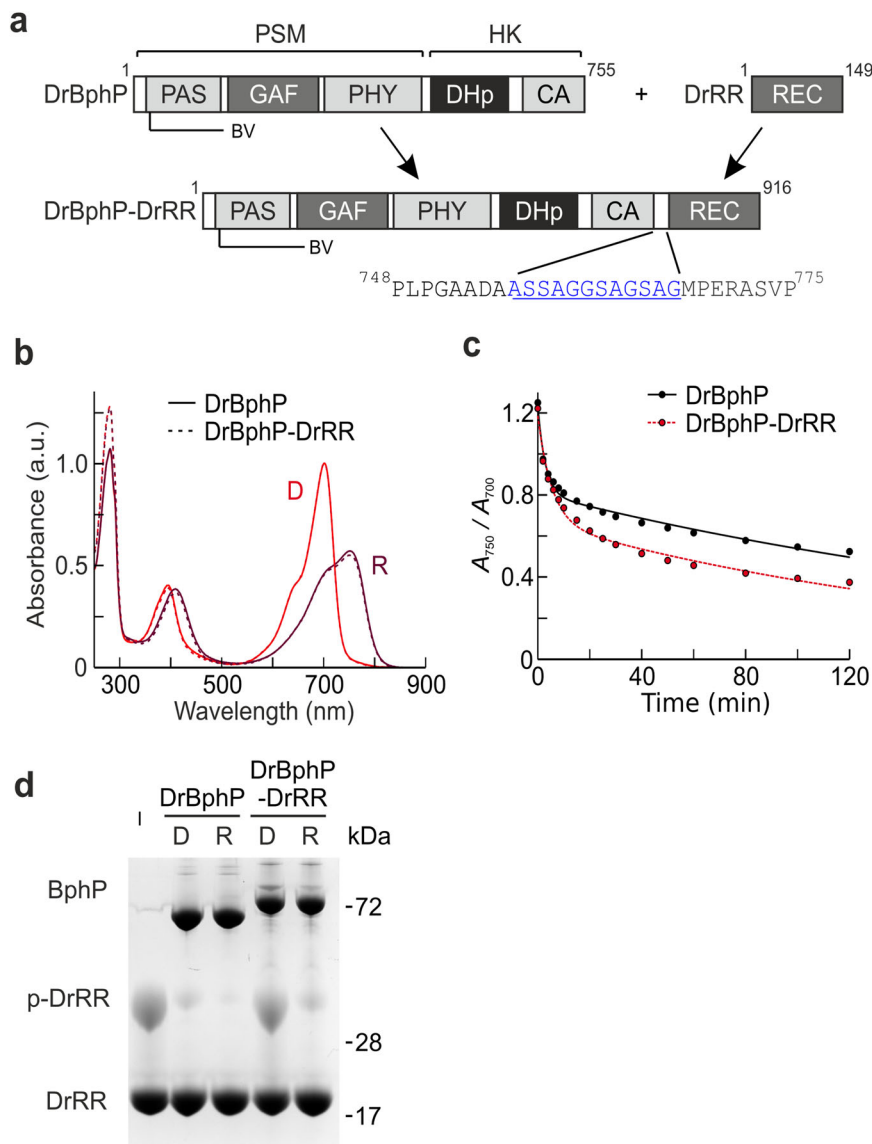 a
PSM HK
1 755 1 149
DrBphP PAS GAF PHY DHp CA + DrRR REC
BV
1 916
DrBphP-DrRR PAS GAF PHY DHp CA REC
BV
748 PLPGAADAASSAGGSAGSAGMPERASVP 775
b
DrBphP
DrBphP-DrRR
D
R
Absorbance (a.u.)
1.0
0.5
0
300 500 700 900
Wavelength (nm)
c
DrBphP
DrBphP-DrRR
A750 / A700
1.2
0.8
0.4
0
0 40 80 120
Time (min)
d
DrBphP
DrBphP
-DrRR
– D R D R kDa
BphP
-72
p-DrRR
-28
DrRR
-17